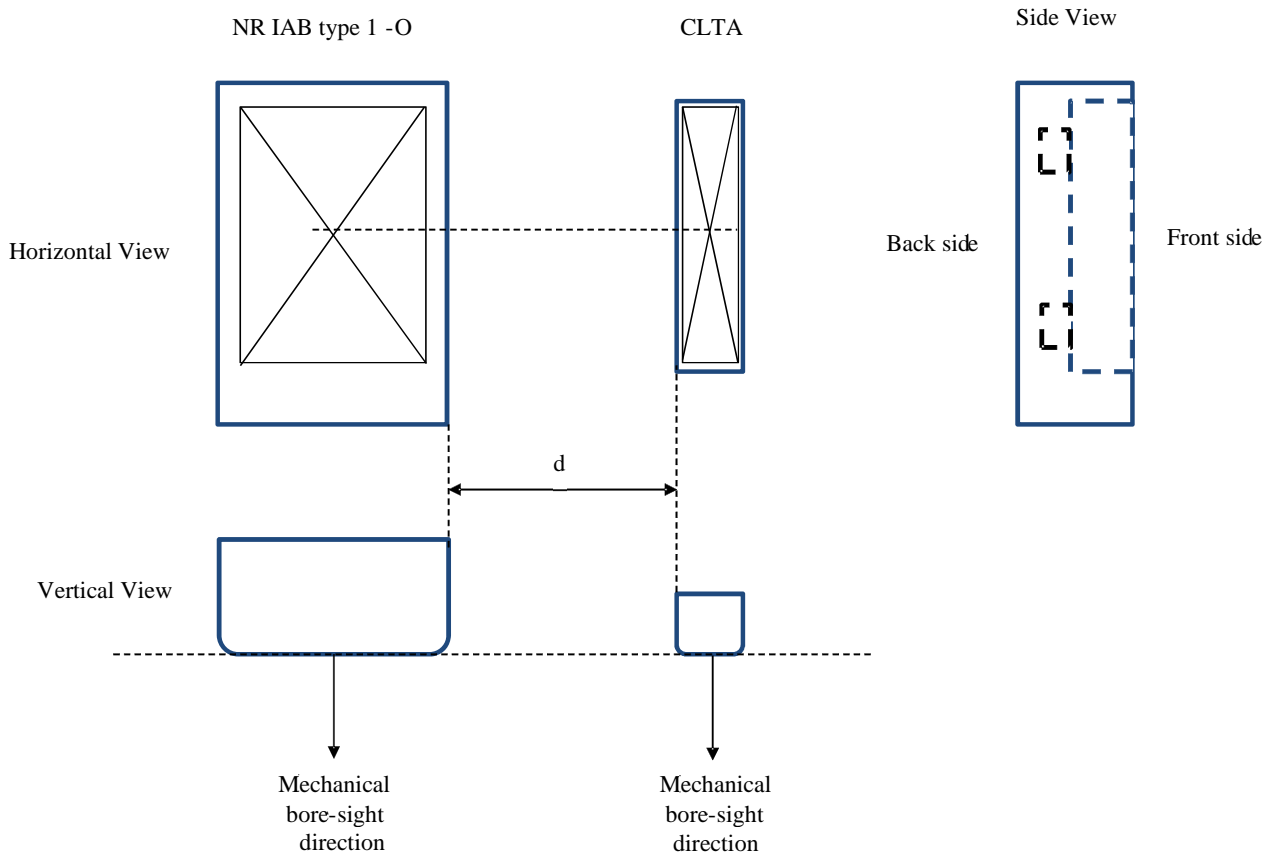 NR IAB type 1 -O
CLTA
Side View
Horizontal View
Back side
Front side
d
Vertical View
Mechanical
bore-sight
direction
Mechanical
bore-sight
direction